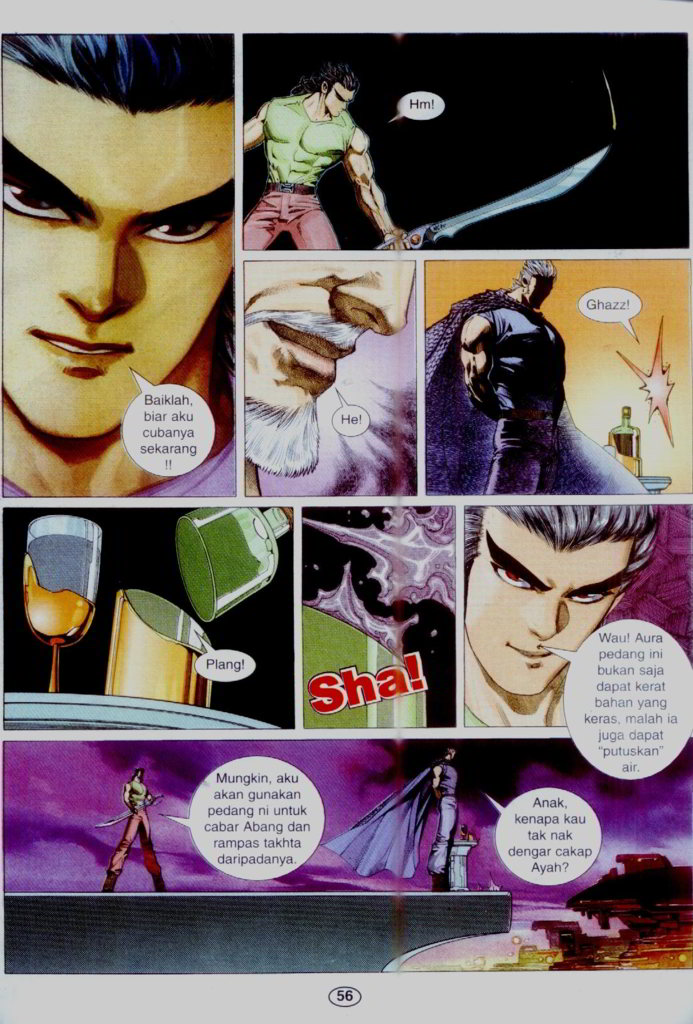 Baiklah,
biar aku
cubanya
sekarang
!!
Hm!
He!
Ghazz!
Plang!
Sha!
Wau! Aura
pedang ini
bukan saja
dapat kerat
bahan yang
keras, malah ia
juga dapat
"putuskan"
air.
Mungkin, aku
akan gunakan
pedang ni untuk
cabar Abang dan
rampas takhta
daripadanya.
Anak,
kenapa kau
tak nak
dengar cakap
Ayah?
56